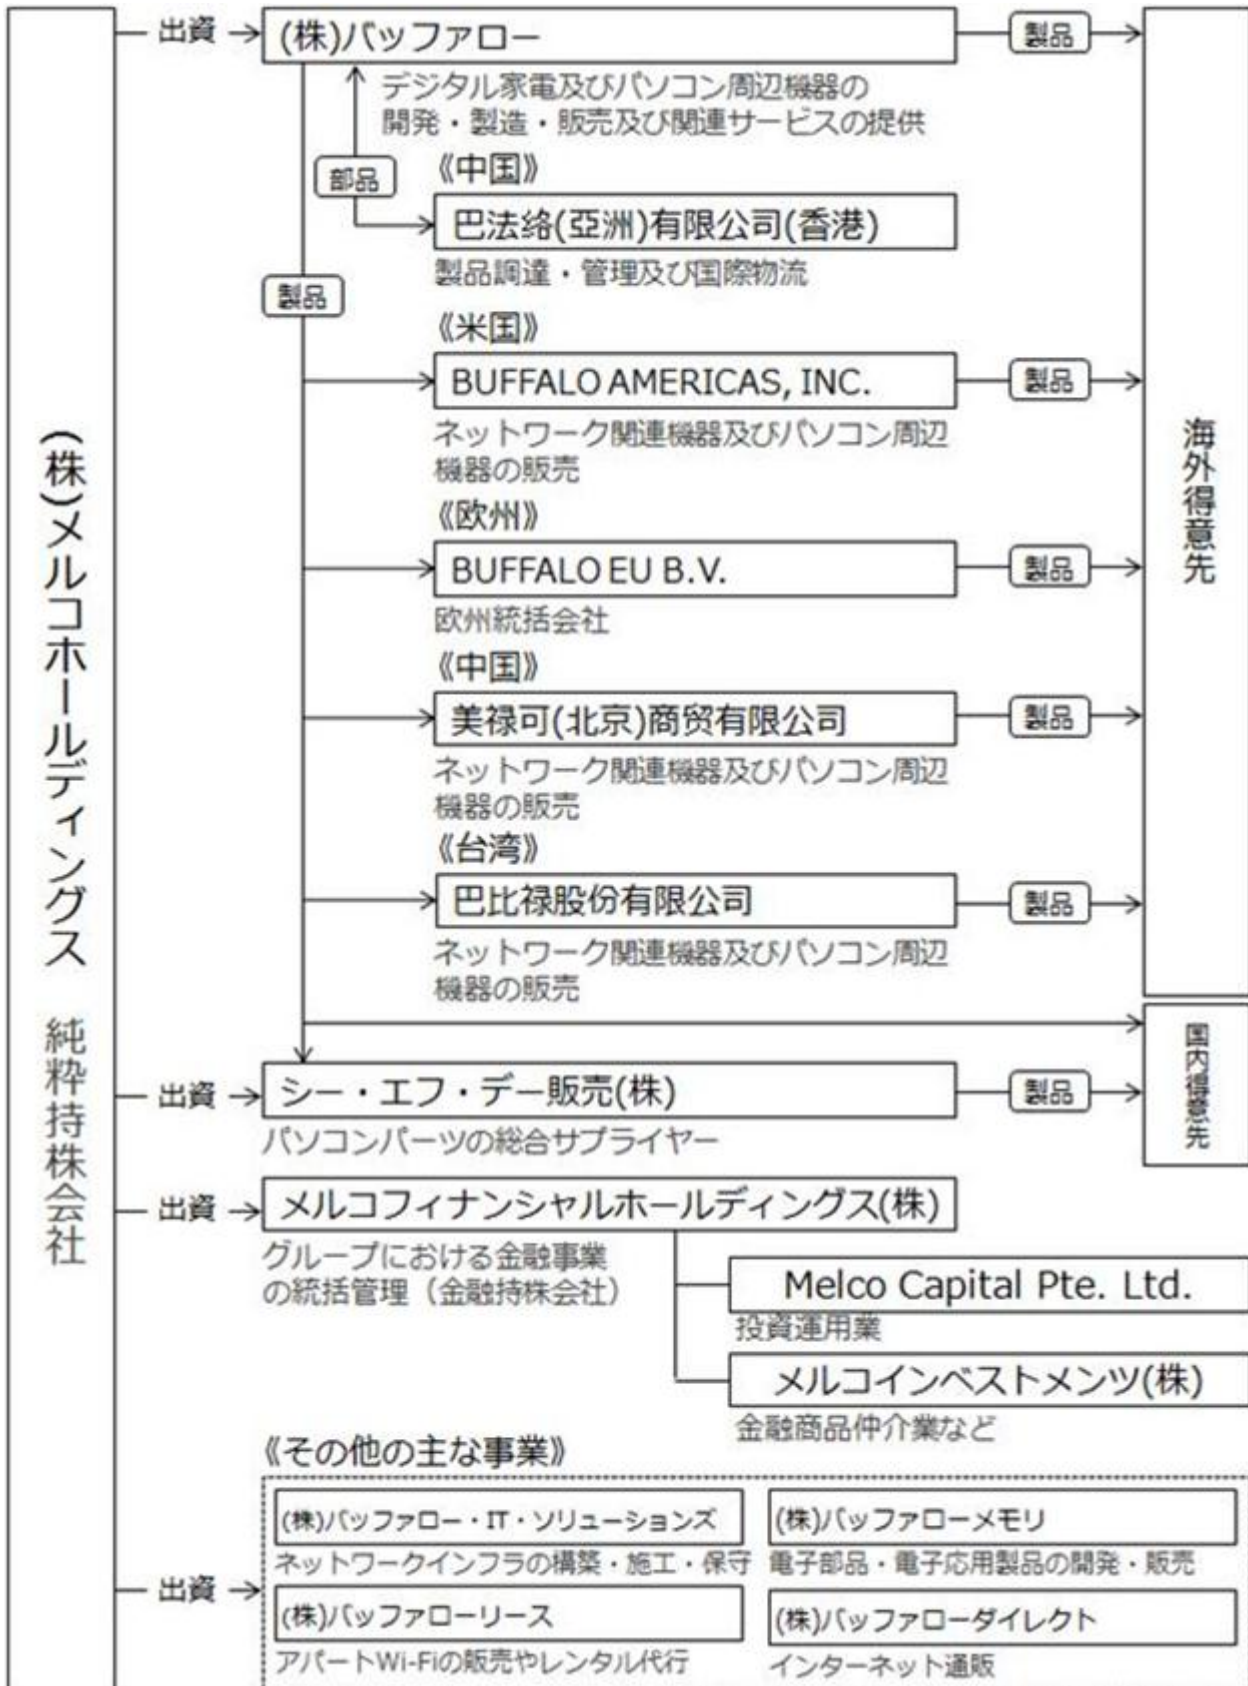 (株)メルコホールディングス 純粋持株会社
出資
(株)バッファロー
製品
デジタル家電及びパソコン周辺機器の
開発・製造・販売及び関連サービスの提供
部品
《中国》
巴法络(亞洲)有限公司(香港)
製品調達・管理及び国際物流
製品
《米国》
BUFFALO AMERICAS, INC.
製品
ネットワーク関連機器及びパソコン周辺
機器の販売
《欧州》
BUFFALO EU B.V.
製品
欧州統括会社
《中国》
美禄可(北京)商贸有限公司
製品
ネットワーク関連機器及びパソコン周辺
機器の販売
《台湾》
巴比禄股份有限公司
製品
ネットワーク関連機器及びパソコン周辺
機器の販売
海外得意先
国内得意先
出資
シー・エフ・デー販売(株)
製品
パソコンパーツの総合サプライヤー
出資
メルコフィナンシャルホールディングス(株)
グループにおける金融事業
の統括管理（金融持株会社）
Melco Capital Pte. Ltd.
投資運用業
メルコインベストメンツ(株)
金融商品仲介業など
《その他の主な事業》
出資
(株)バッファロー・IT・ソリューションズ
ネットワークインフラの構築・施工・保守
(株)バッファローメモリ
電子部品・電子応用製品の開発・販売
(株)バッファローリース
アパートWi-Fiの販売やレンタル代行
(株)バッファローダイレクト
インターネット通販